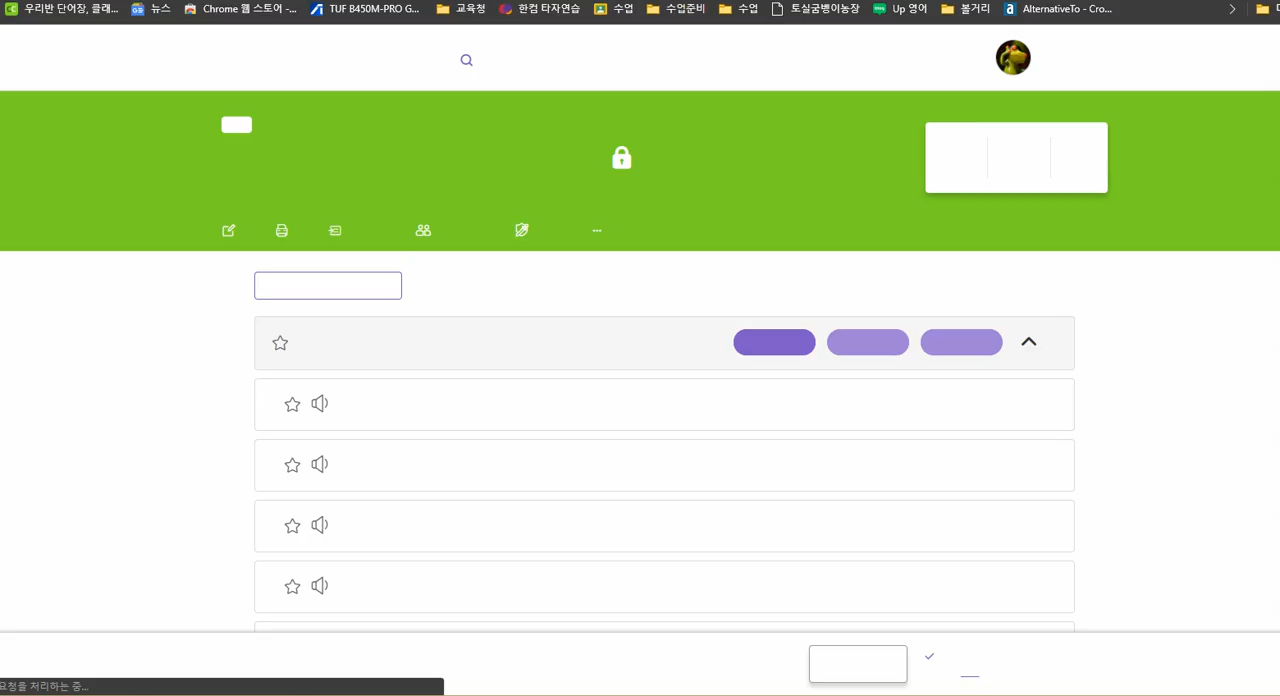 우리반 단어장, 클래... 뉴스 Chrome 웹 스토어 -... TUF B450M-PRO G... 교육청 한컴 타자연습 수업 수업준비 수업 토실굼벵이농장 Up 영어 볼거리 AlternativeTo - Cro...
요청을 처리하는 중...